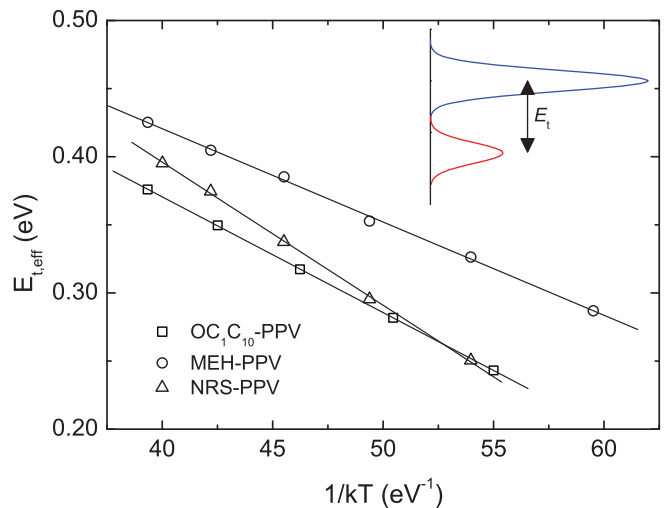 0.50
0.40
0.30
0.20
E_t,eff (eV)
E_t
OC_1C_10-PPV
MEH-PPV
NRS-PPV
40 45 50 55 60
1/kT (eV^-1)